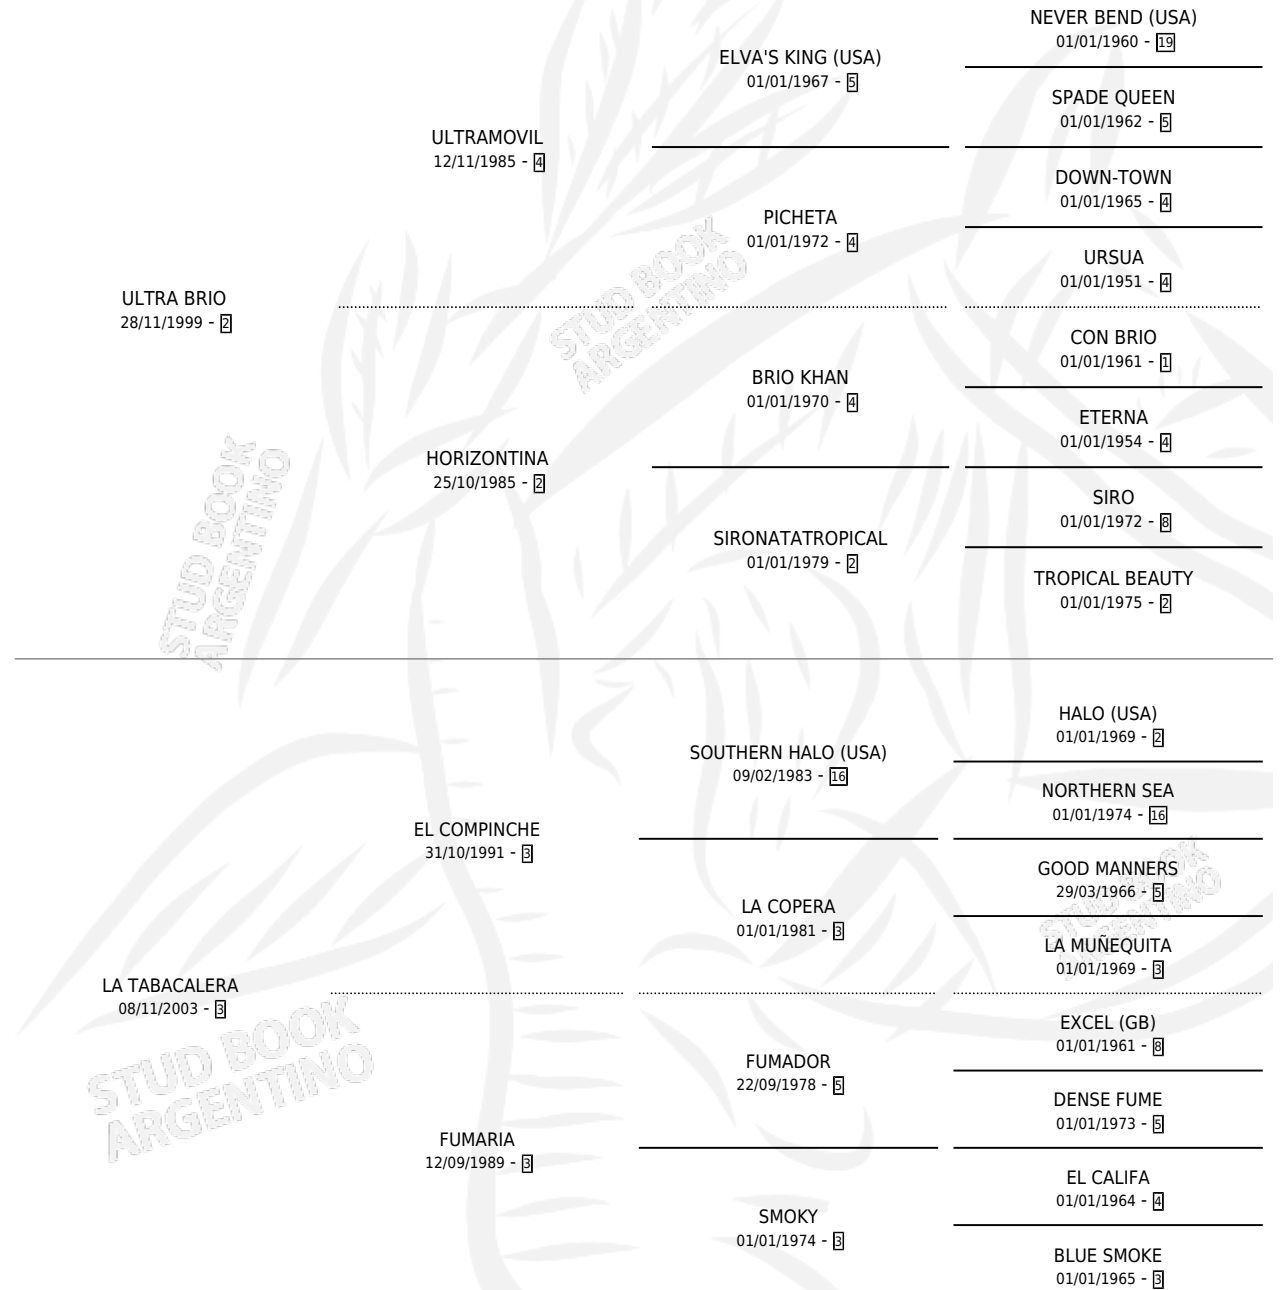 NEVER BEND (USA)
01/01/1960 - 19
ELVA'S KING (USA)
01/01/1967 - 5
SPADE QUEEN
01/01/1962 - 5
ULTRAMOVIL
12/11/1985 - 4
DOWN-TOWN
01/01/1965 - 4
PICHETA
01/01/1972 - 4
URSUA
01/01/1951 - 4
ULTRA BRIO
28/11/1999 - 2
STUD BOOK
ARGENTINO
CON BRIO
01/01/1961 - 1
BRIO KHAN
01/01/1970 - 4
ETERNA
01/01/1954 - 4
HORIZONTINA
25/10/1985 - 2
SIRO
01/01/1972 - 8
SIRONATATROPICAL
01/01/1979 - 2
TROPICAL BEAUTY
01/01/1975 - 2
STUD BOOK
ARGENTINO
HALO (USA)
01/01/1969 - 2
SOUTHERN HALO (USA)
09/02/1983 - 16
NORTHERN SEA
01/01/1974 - 16
EL COMPINCHE
31/10/1991 - 3
GOOD MANNERS
29/03/1966 - 5
STUD BOOK
ARGENTINO
LA COPERA
01/01/1981 - 3
LA MUÑEQUITA
01/01/1969 - 3
LA TABACALERA
08/11/2003 - 3
STUD BOOK
ARGENTINO
EXCEL (GB)
01/01/1961 - 8
FUMADOR
22/09/1978 - 5
DENSE FUME
01/01/1973 - 5
FUMARIA
12/09/1989 - 3
EL CALIFA
01/01/1964 - 4
SMOKY
01/01/1974 - 3
BLUE SMOKE
01/01/1965 - 3